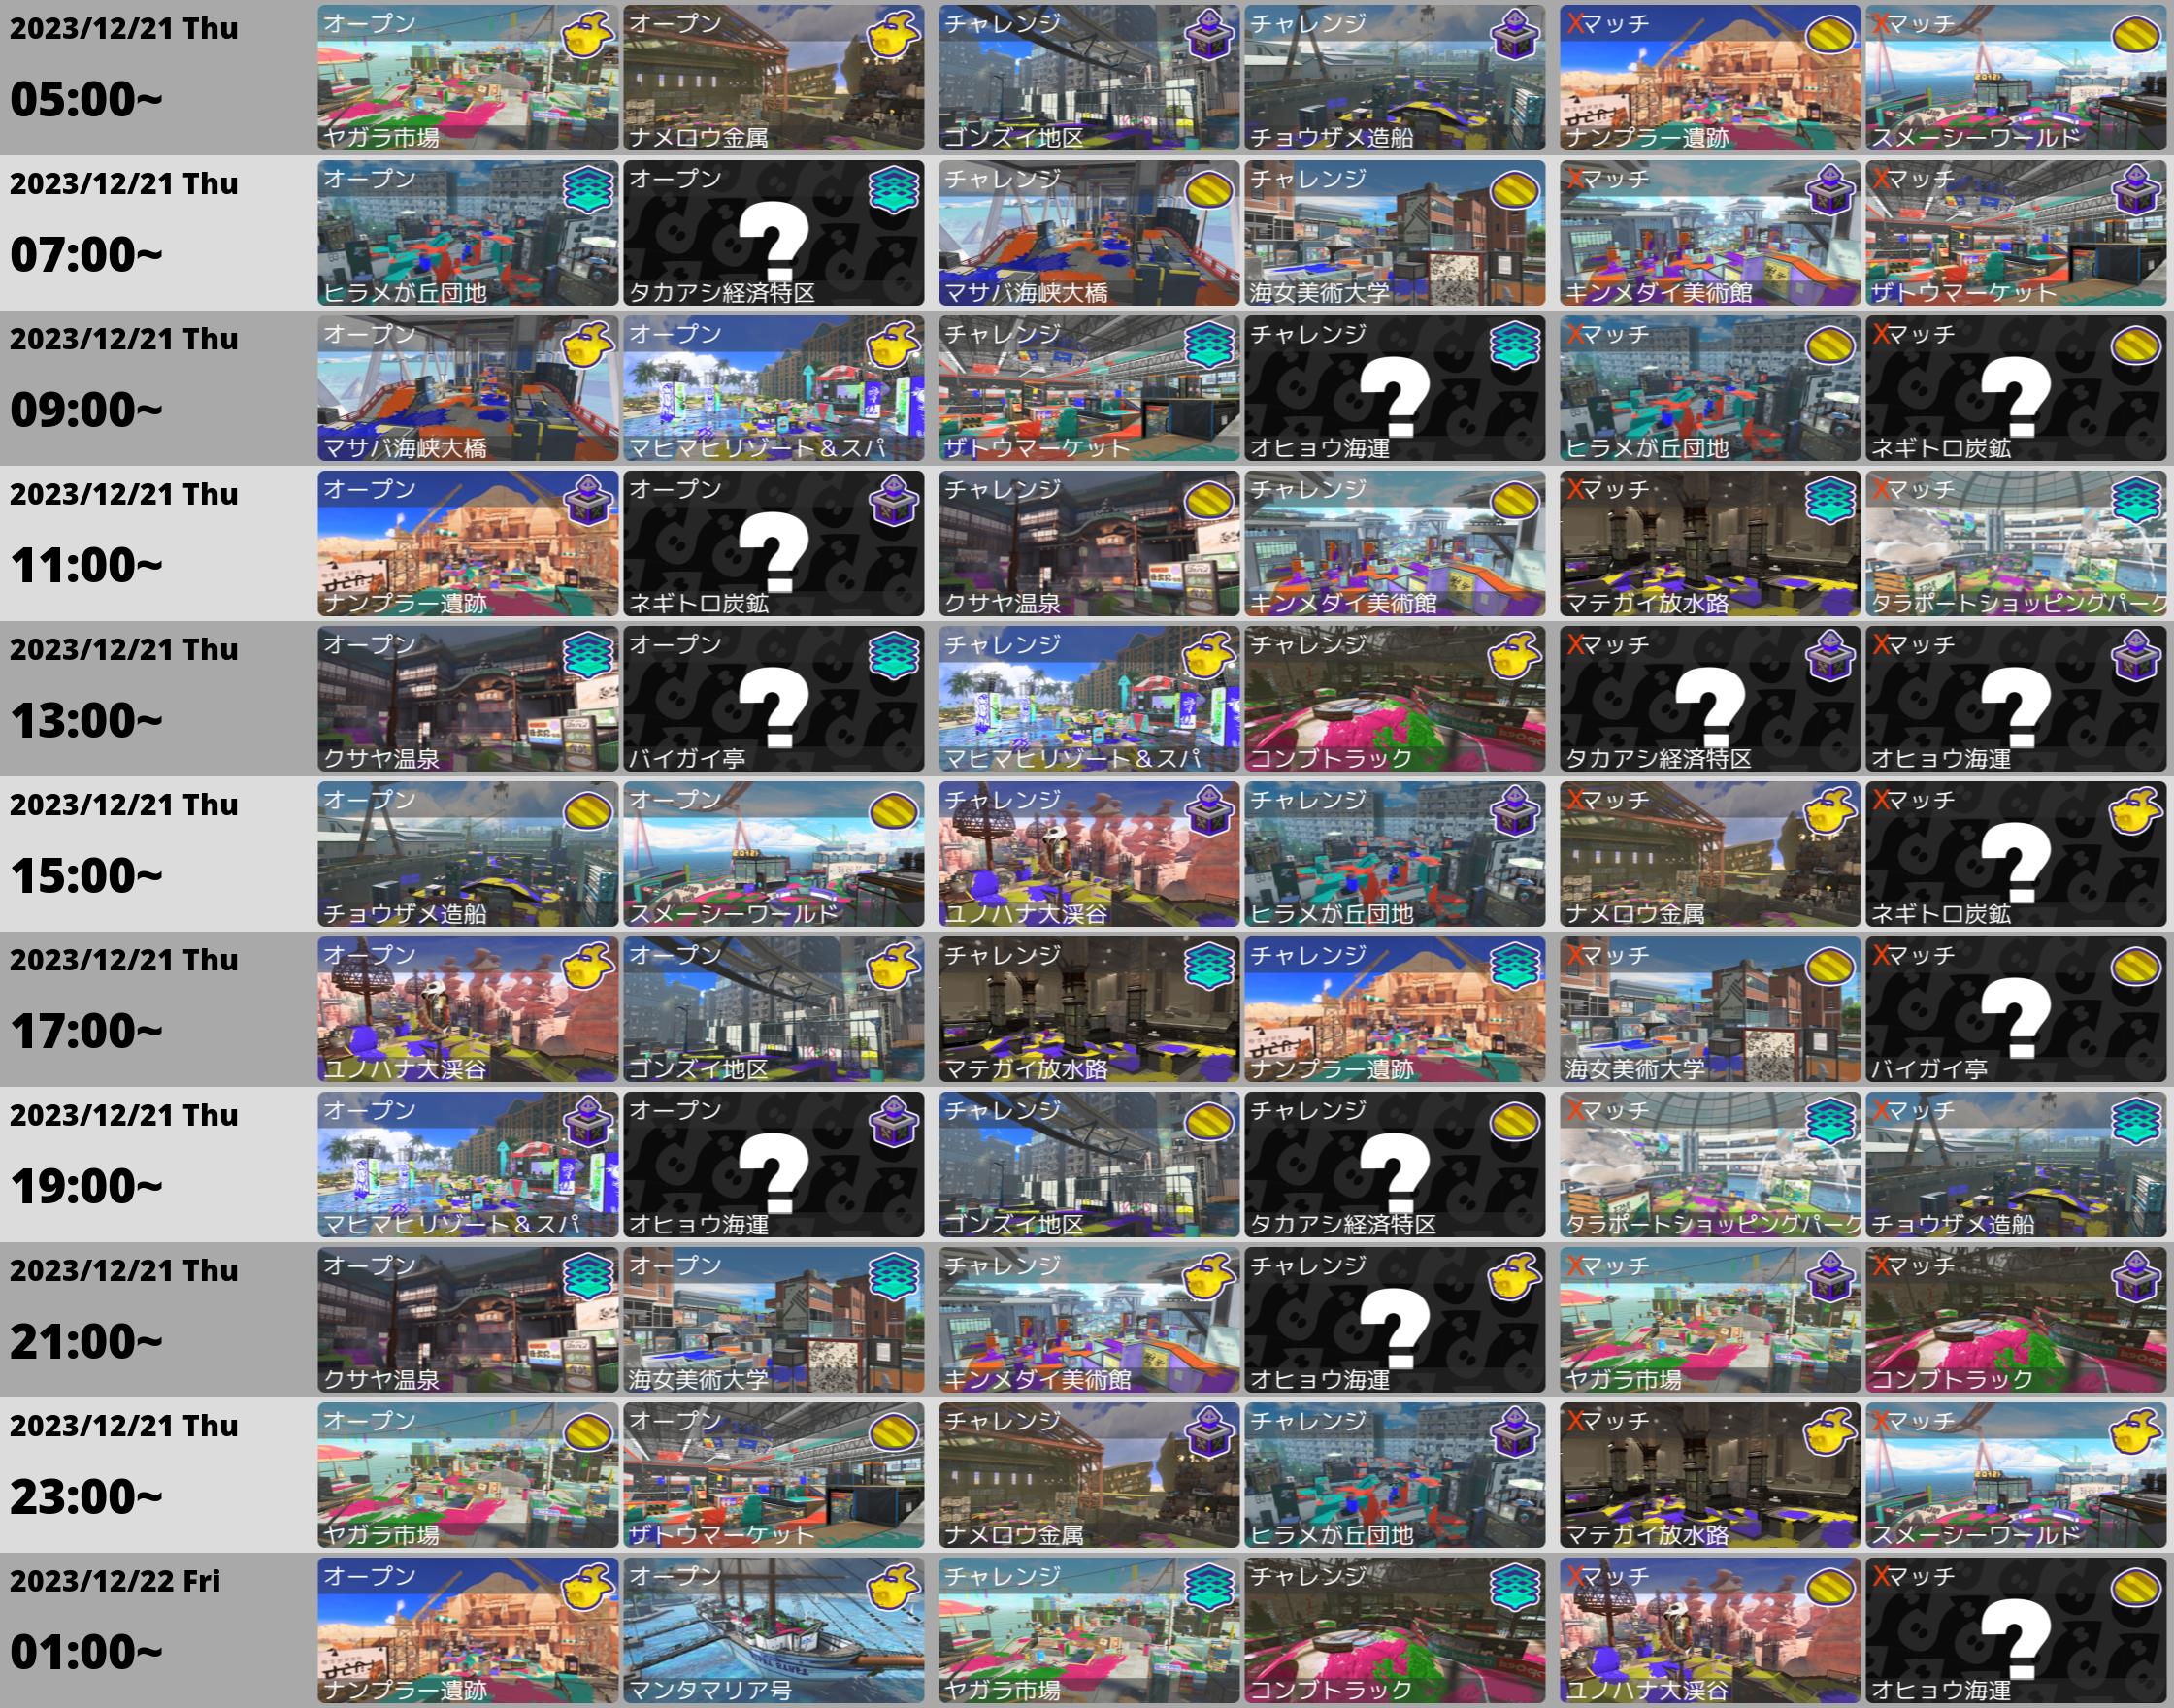 2023/12/21 Thu
05:00~
オープン オープン チャレンジ チャレンジ Xマッチ Xマッチ
ヤガラ市場 ナメロウ金属 ゴンズイ地区 チョウザメ造船 ナンプラー遺跡 スメーシーワールド
2023/12/21 Thu
07:00~
オープン オープン チャレンジ チャレンジ Xマッチ Xマッチ
?
ヒラメが丘団地 タカアシ経済特区 マサバ海峡大橋 海女美術大学 キンメダイ美術館 ザトウマーケット
2023/12/21 Thu
09:00~
オープン オープン チャレンジ チャレンジ Xマッチ Xマッチ
? ?
マサバ海峡大橋 マヒマヒリゾート＆スパ ザトウマーケット オヒョウ海運 ヒラメが丘団地 ネギトロ炭鉱
2023/12/21 Thu
11:00~
オープン オープン チャレンジ チャレンジ Xマッチ Xマッチ
?
ナンプラー遺跡 ネギトロ炭鉱 クサヤ温泉 キンメダイ美術館 マテガイ放水路 タラポートショッピングパーク
2023/12/21 Thu
13:00~
オープン オープン チャレンジ チャレンジ Xマッチ Xマッチ
? ? ?
クサヤ温泉 バイガイ亭 マヒマヒリゾート＆スパ コンブトラック タカアシ経済特区 オヒョウ海運
2023/12/21 Thu
15:00~
オープン オープン チャレンジ チャレンジ Xマッチ Xマッチ
?
チョウザメ造船 スメーシーワールド ユノハナ大渓谷 ヒラメが丘団地 ナメロウ金属 ネギトロ炭鉱
2023/12/21 Thu
17:00~
オープン オープン チャレンジ チャレンジ Xマッチ Xマッチ
?
ユノハナ大渓谷 ゴンズイ地区 マテガイ放水路 ナンプラー遺跡 海女美術大学 バイガイ亭
2023/12/21 Thu
19:00~
オープン オープン チャレンジ チャレンジ Xマッチ Xマッチ
? ?
マヒマヒリゾート＆スパ オヒョウ海運 ゴンズイ地区 タカアシ経済特区 タラポートショッピングパーク チョウザメ造船
2023/12/21 Thu
21:00~
オープン オープン チャレンジ チャレンジ Xマッチ Xマッチ
?
クサヤ温泉 海女美術大学 キンメダイ美術館 オヒョウ海運 ヤガラ市場 コンブトラック
2023/12/21 Thu
23:00~
オープン オープン チャレンジ チャレンジ Xマッチ Xマッチ
ヤガラ市場 ザトウマーケット ナメロウ金属 ヒラメが丘団地 マテガイ放水路 スメーシーワールド
2023/12/22 Fri
01:00~
オープン オープン チャレンジ チャレンジ Xマッチ Xマッチ
?
ナンプラー遺跡 マンタマリア号 ヤガラ市場 コンブトラック ユノハナ大渓谷 オヒョウ海運